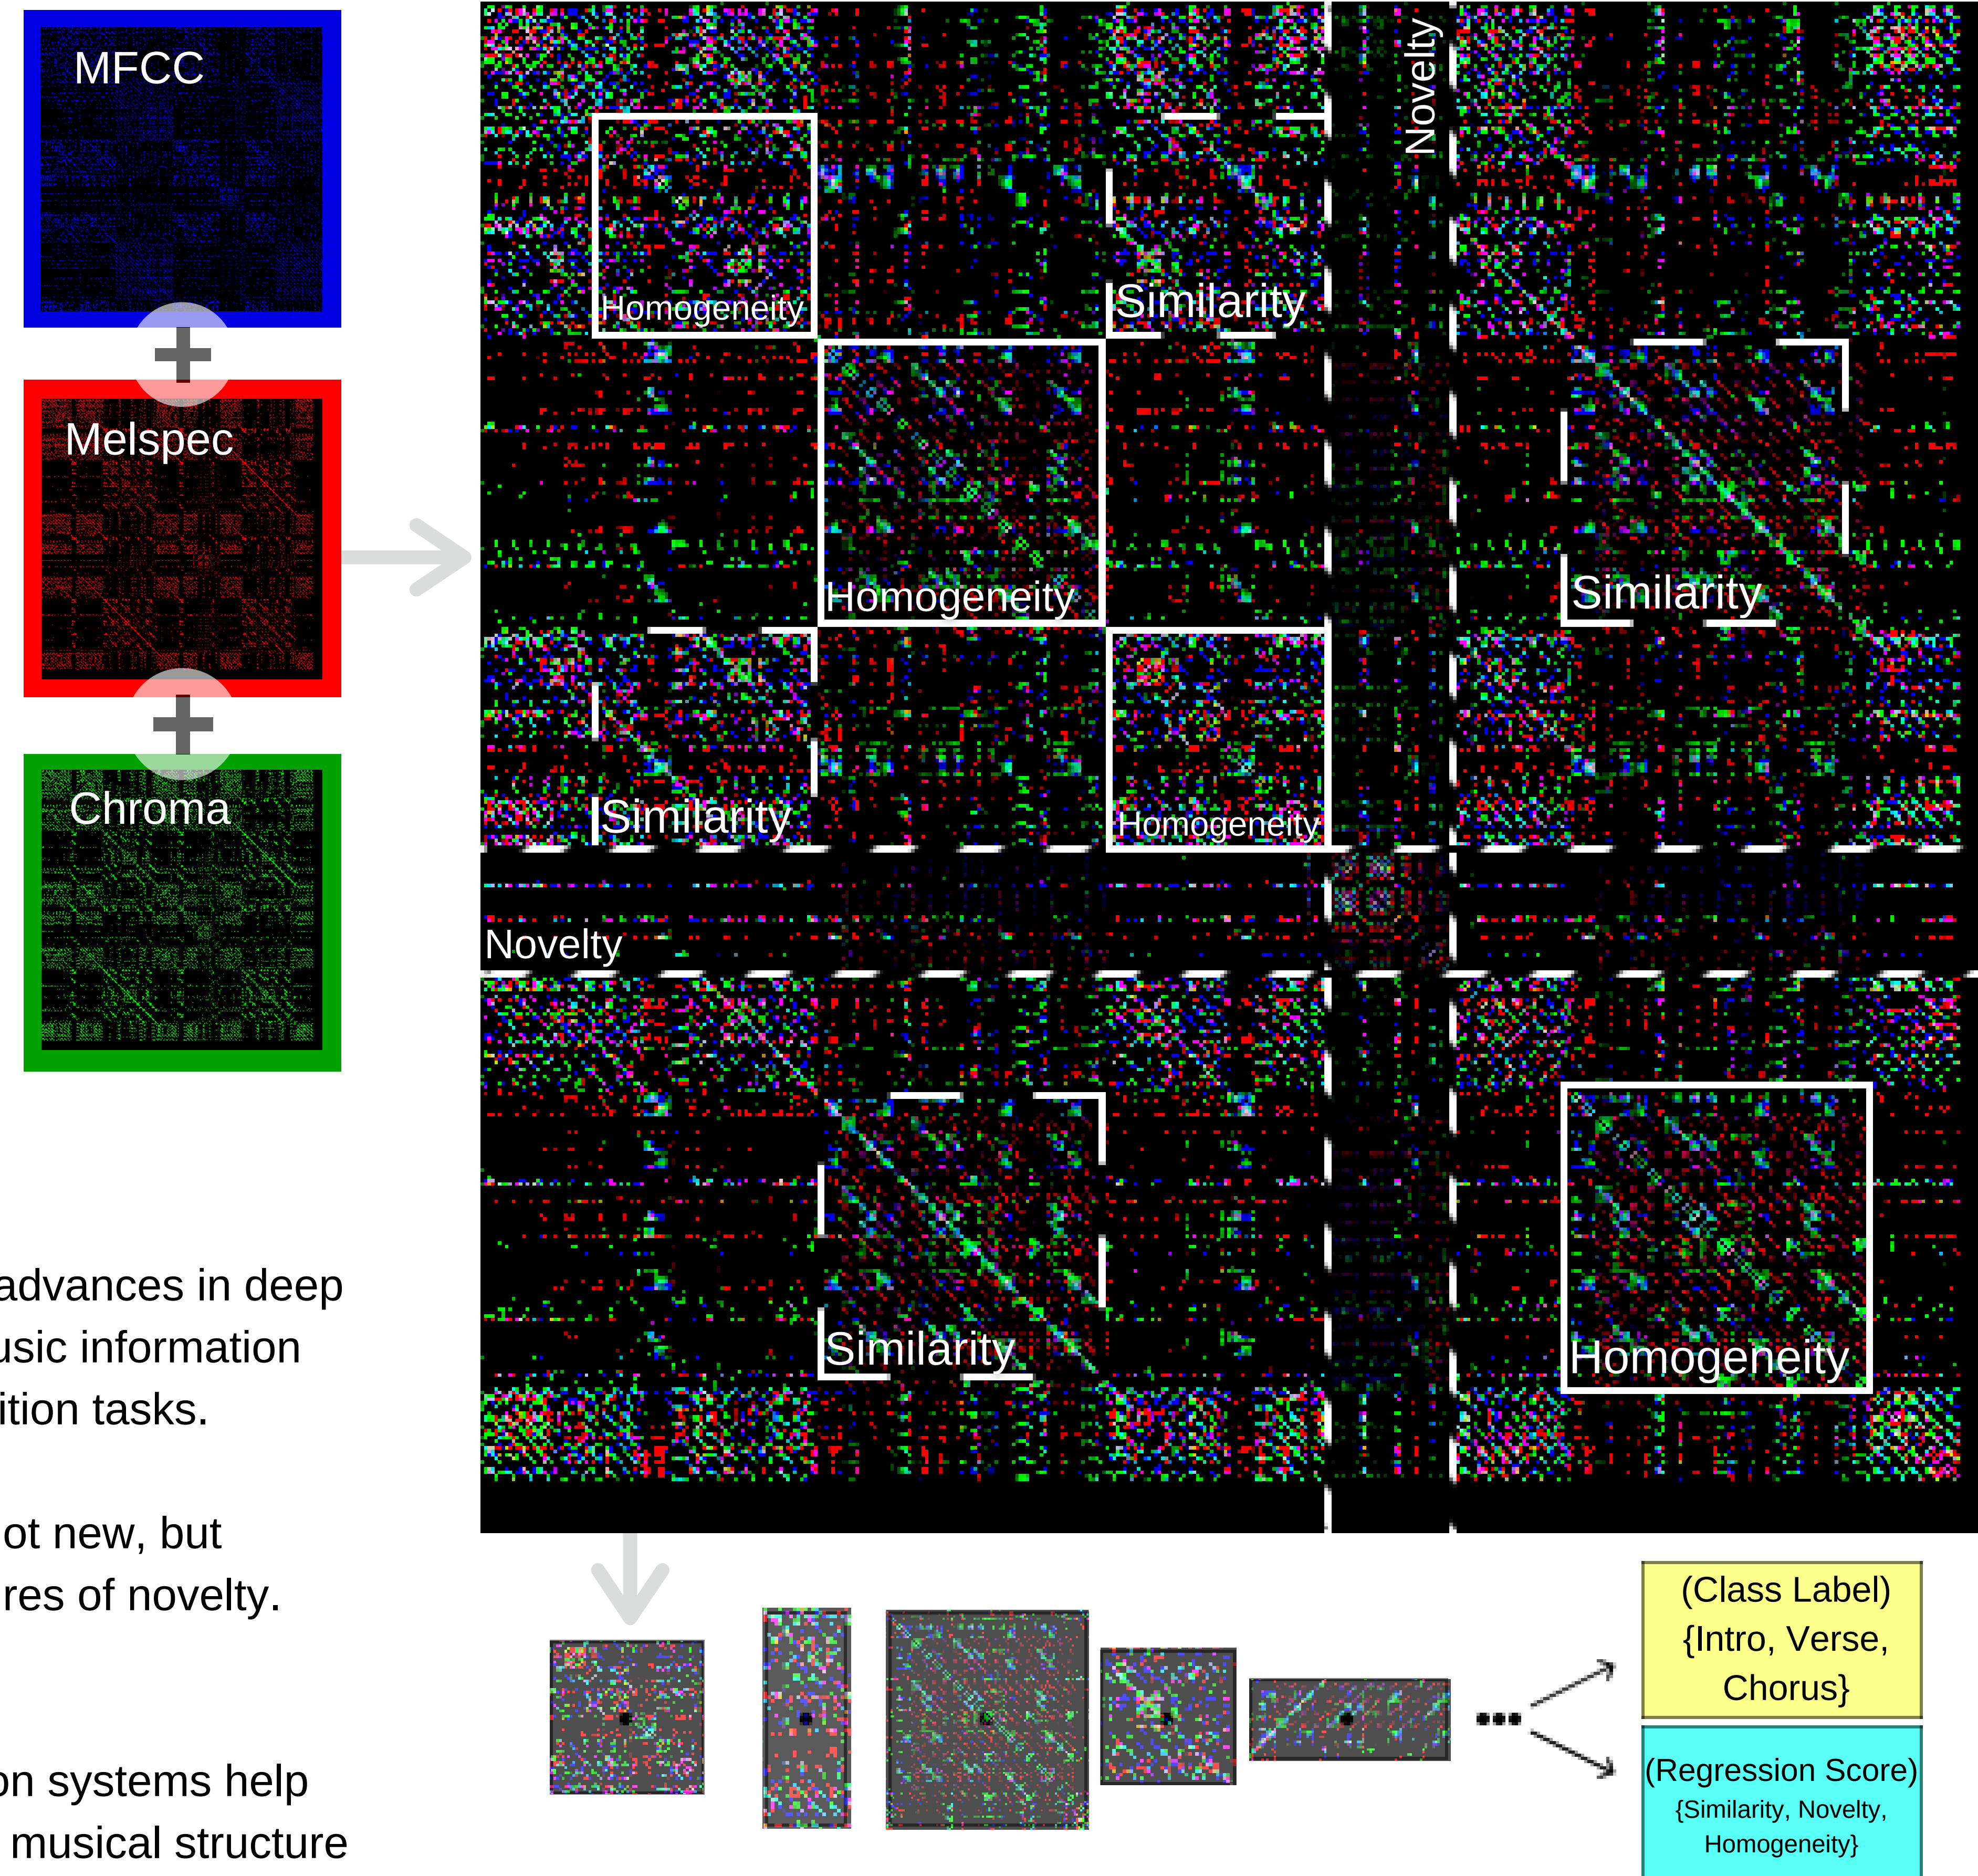 MFCC
Melspec
Chroma
Novelty
Homogeneity
Similarity
Homogeneity
Similarity
Similarity
Homogeneity
Novelty
Similarity
Homogeneity
advances in deep
usic information
ition tasks.
ot new, but
res of novelty.
on systems help
musical structure
(Class Label)
{Intro, Verse,
Chorus}
(Regression Score)
{Similarity, Novelty,
Homogeneity}